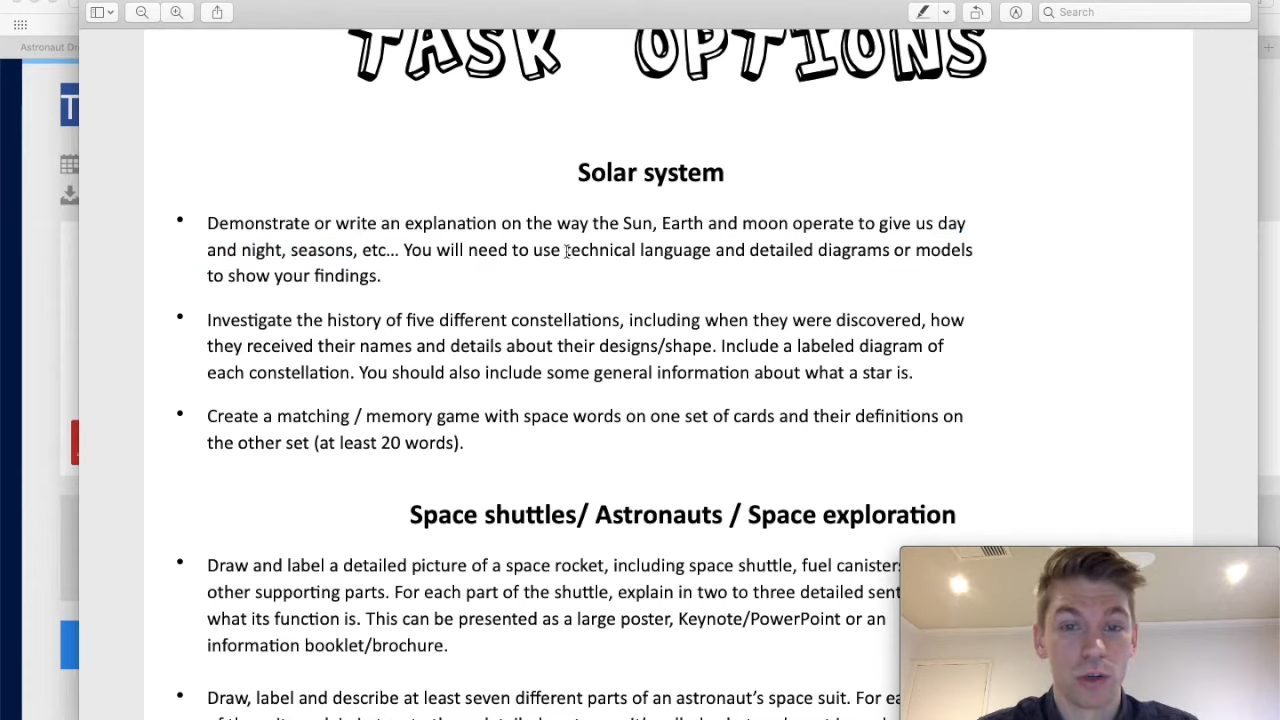 Search
Astronaut Dr
T
TASK OPTIONS
Solar system
• Demonstrate or write an explanation on the way the Sun, Earth and moon operate to give us day
and night, seasons, etc... You will need to use technical language and detailed diagrams or models
to show your findings.
• Investigate the history of five different constellations, including when they were discovered, how
they received their names and details about their designs/shape. Include a labeled diagram of
each constellation. You should also include some general information about what a star is.
• Create a matching / memory game with space words on one set of cards and their definitions on
the other set (at least 20 words).
Space shuttles/ Astronauts / Space exploration
• Draw and label a detailed picture of a space rocket, including space shuttle, fuel canisters
other supporting parts. For each part of the shuttle, explain in two to three detailed sent
what its function is. This can be presented as a large poster, Keynote/PowerPoint or an
information booklet/brochure.
• Draw, label and describe at least seven different parts of an astronaut's space suit. For ea